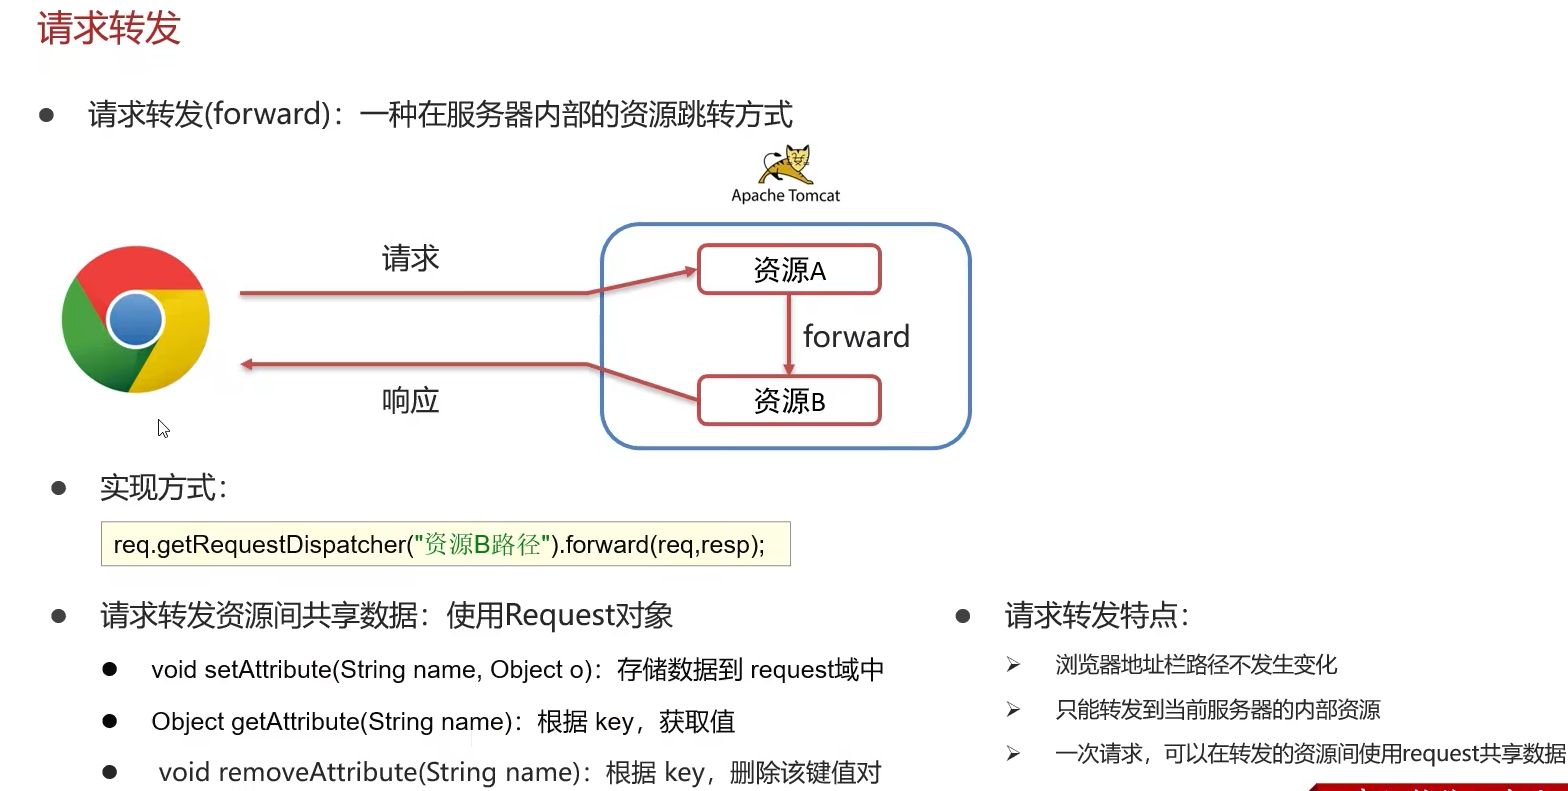 请求转发
请求转发(forward)：一种在服务器内部的资源跳转方式
Apache Tomcat
请求
资源A
forward
响应
资源B
实现方式：
req.getRequestDispatcher("资源B路径").forward(req,resp);
请求转发资源间共享数据：使用Request对象
void setAttribute(String name, Object o)：存储数据到 request域中
Object getAttribute(String name)：根据 key，获取值
void removeAttribute(String name)：根据 key，删除该键值对
请求转发特点：
浏览器地址栏路径不发生变化
只能转发到当前服务器的内部资源
一次请求，可以在转发的资源间使用request共享数据